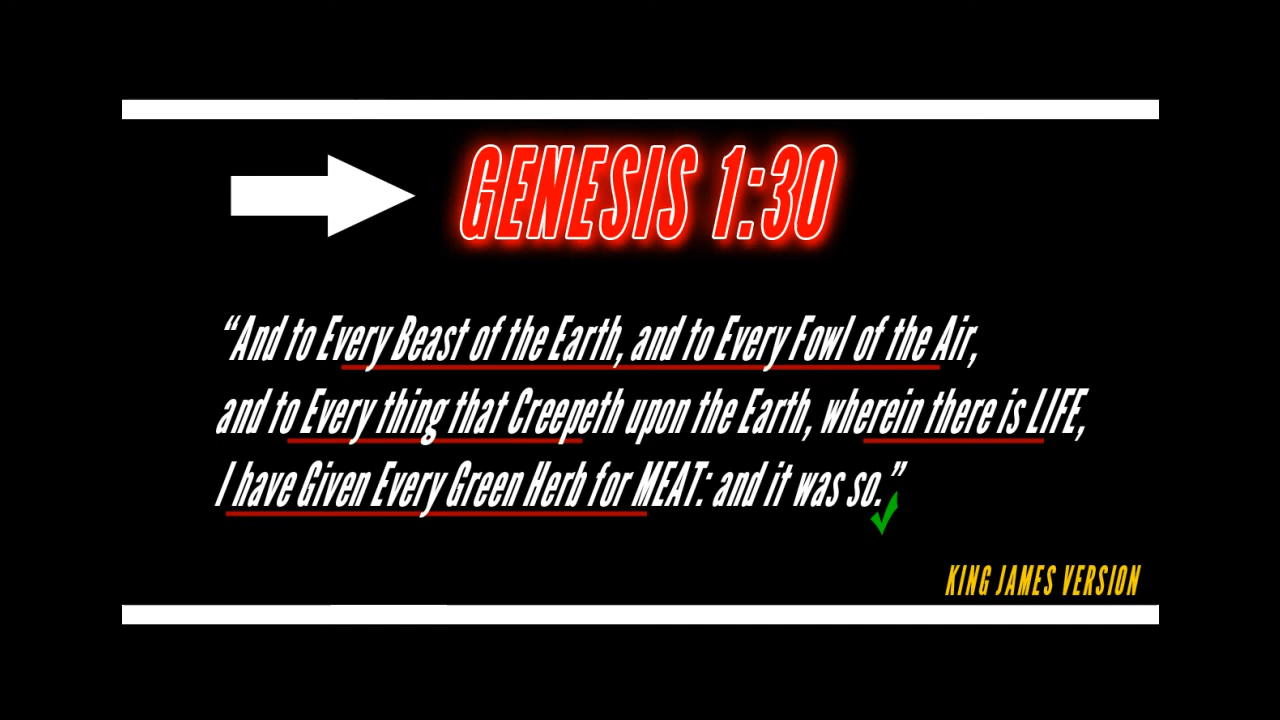 GENESIS 1:30
“And to Every Beast of the Earth, and to Every Fowl of the Air,
and to Every thing that Creepeth upon the Earth, wherein there is LIFE,
I have Given Every Green Herb for MEAT: and it was so.”
KING JAMES VERSION